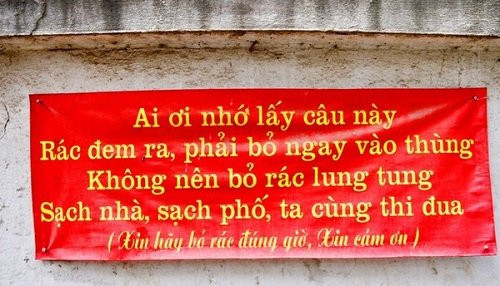 Ai ơi nhớ lấy câu này
Rác đem ra, phải bỏ ngay vào thùng
Không nên bỏ rác lung tung
Sạch nhà, sạch phố, ta cùng thi đua
( Xin hãy bỏ rác đúng giờ, Xin cảm ơn )